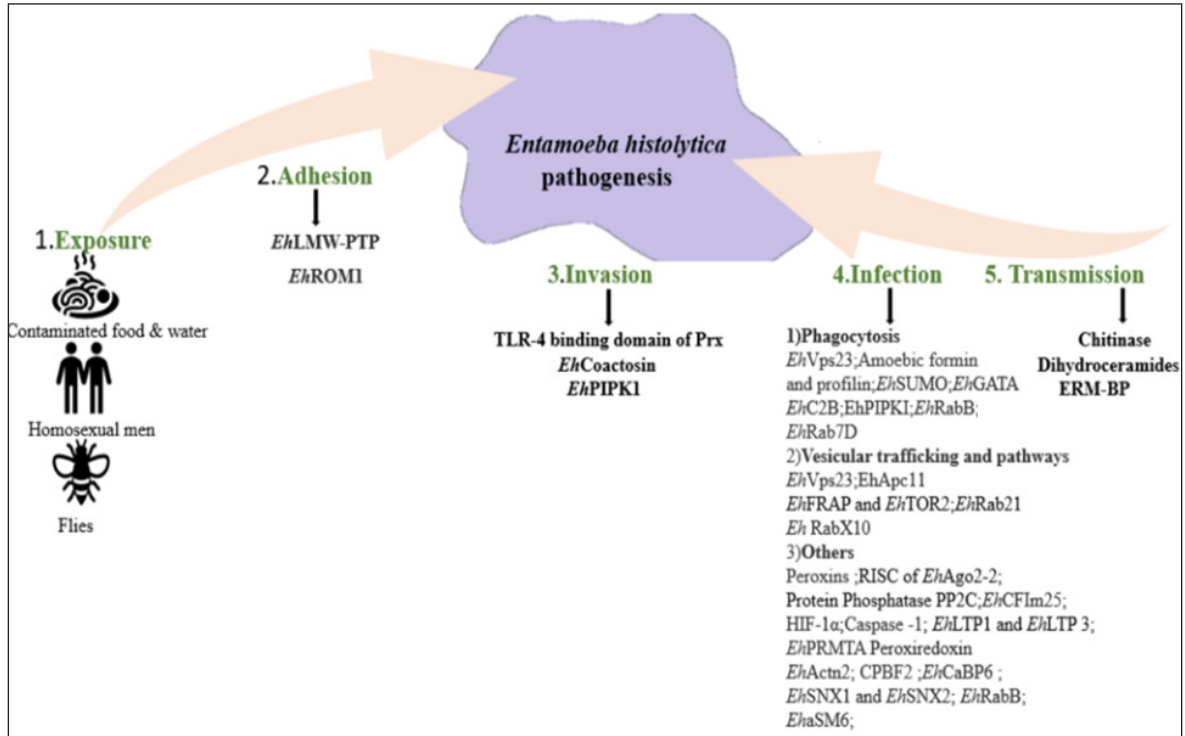 Entamoeba histolytica
pathogenesis
1.Exposure
Contaminated food & water
Homosexual men
Flies
2.Adhesion
EhLMW-PTP
EhROM1
3.Invasion
TLR-4 binding domain of Prx
EhCoactosin
EhPIPK1
4.Infection
1)Phagocytosis
EhVps23;Amoebic formin
and profilin;EhSUMO;EhGATA
EhC2B;EhPIPKI;EhRabB;
EhRab7D
2)Vesicular trafficking and pathways
EhVps23;EhApc11
EhFRAP and EhTOR2;EhRab21
Eh RabX10
3)Others
Peroxins ;RISC of EhAgo2-2;
Protein Phosphatase PP2C;EhCFIm25;
HIF-1α;Caspase -1; EhLTP1 and EhLTP 3;
EhPRMTA Peroxiredoxin
EhActn2; CPBF2 ;EhCaBP6 ;
EhSNX1 and EhSNX2; EhRabB;
EhaSM6;
5. Transmission
Chitinase
Dihydroceramides
ERM-BP